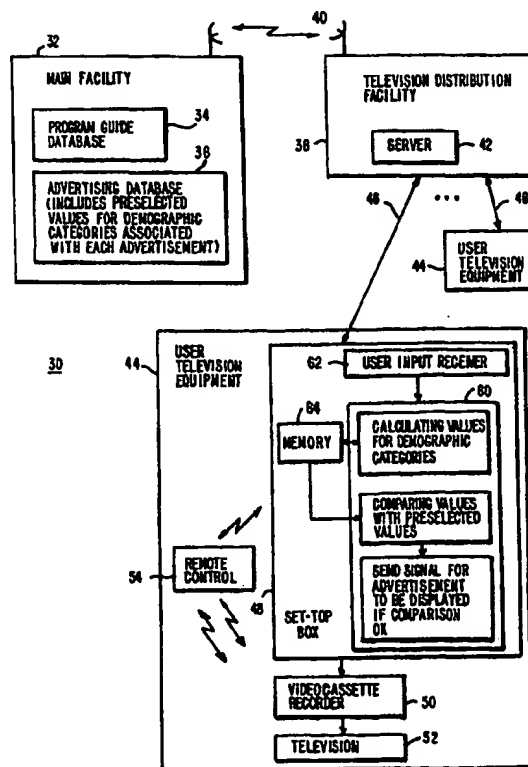 40
32
MAIN FACILITY
34
PROGRAM GUIDE
DATABASE
36
ADVERTISING DATABASE
(INCLUDES PRESELECTED
VALUES FOR DEMOGRAPHIC
CATEGORIES ASSOCIATED
WITH EACH ADVERTISEMENT)
TELEVISION DISTRIBUTION
FACILITY
SERVER
42
38
46
...
46
44
USER
TELEVISION
EQUIPMENT
30
44
USER
TELEVISION
EQUIPMENT
62
USER INPUT RECEIVER
60
64
MEMORY
CALCULATING VALUES
FOR DEMOGRAPHIC
CATEGORIES
COMPARING VALUES
WITH PRESELECTED
VALUES
SEND SIGNAL FOR
ADVERTISEMENT
TO BE DISPLAYED
IF COMPARISON
OK
REMOTE
CONTROL
54
48
SET-TOP
BOX
VIDEOCASSETTE
RECORDER
50
TELEVISION
52